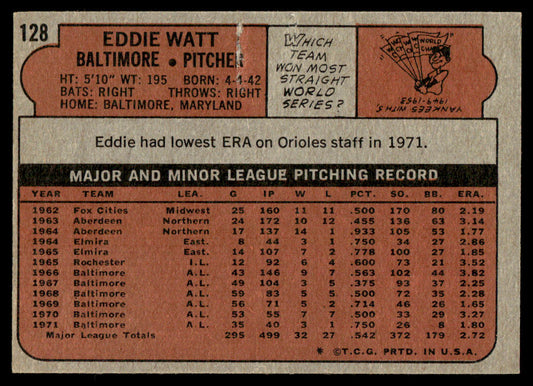 128
EDDIE WATT
BALTIMORE • PITCHER
HT: 5'10" WT: 195 BORN: 4-4-42
BATS: RIGHT THROWS: RIGHT
HOME: BALTIMORE, MARYLAND
WHICH
TEAM
WON MOST
STRAIGHT
WORLD
SERIES?
WORLD
CHAMPS
YANKEES WITH 5
1949-1953
Eddie had lowest ERA on Orioles staff in 1971.
MAJOR AND MINOR LEAGUE PITCHING RECORD
YEAR TEAM LEA. G IP W L PCT. SO. BB. ERA.
1962 Fox Cities Midwest 25 160 11 11 .500 170 80 2.19
1963 Aberdeen Northern 24 172 10 12 .455 136 63 3.14
1964 Aberdeen Northern 17 137 14 1 .933 154 53 1.77
1964 Elmira East. 8 44 3 1 .750 34 27 2.86
1965 Elmira East. 14 107 7 2 .778 75 28 2.61
1965 Rochester I.L. 12 92 6 4 .600 73 21 3.52
1966 Baltimore A.L. 43 146 9 7 .563 102 44 3.82
1967 Baltimore A.L. 49 104 3 5 .375 93 37 2.25
1968 Baltimore A.L. 59 83 5 5 .500 72 35 2.28
1969 Baltimore A.L. 56 71 5 2 .714 46 26 1.65
1970 Baltimore A.L. 53 55 7 7 .500 33 29 3.27
1971 Baltimore A.L. 35 40 3 1 .750 26 8 1.80
Major League Totals 295 499 32 27 .542 372 179 2.72
* ©T.C.G. PRTD. IN U.S.A.